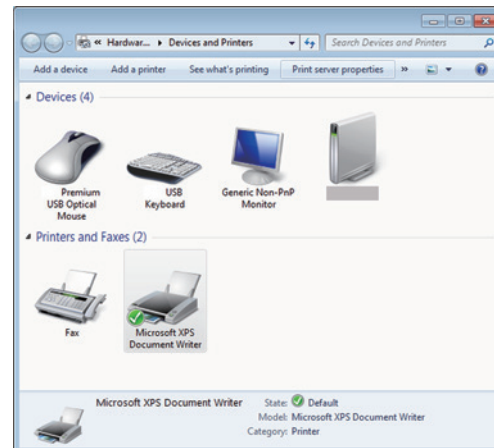 « Hardwar... ▸ Devices and Printers
Search Devices and Printers
Add a device Add a printer See what's printing Print server properties »
Devices (4)
Premium
USB Optical
Mouse
USB
Keyboard
Generic Non-PnP
Monitor
Printers and Faxes (2)
Fax
Microsoft XPS
Document Writer
Microsoft XPS Document Writer State: Default
Model: Microsoft XPS Document Writer
Category: Printer